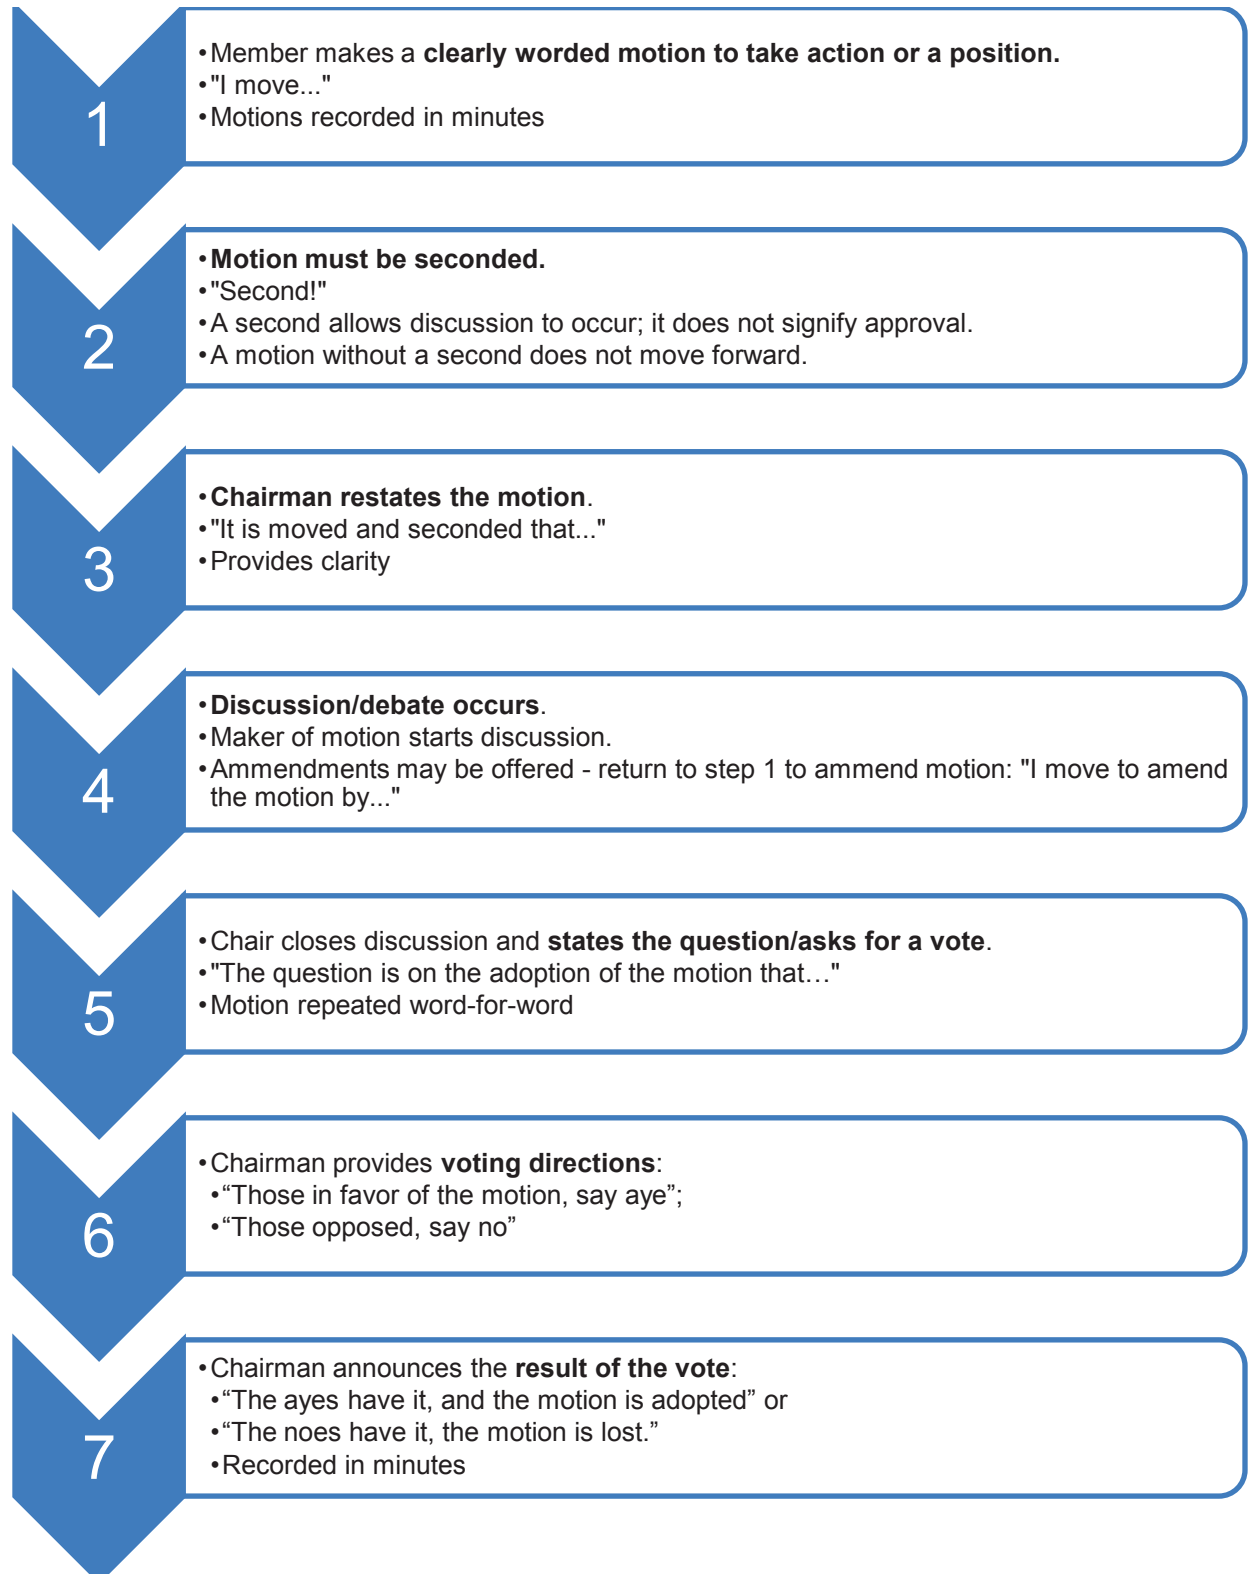 1
•Member makes a clearly worded motion to take action or a position.
•"I move..."
•Motions recorded in minutes
2
•Motion must be seconded.
•"Second!"
•A second allows discussion to occur; it does not signify approval.
•A motion without a second does not move forward.
3
•Chairman restates the motion.
•"It is moved and seconded that..."
•Provides clarity
4
•Discussion/debate occurs.
•Maker of motion starts discussion.
•Ammendments may be offered - return to step 1 to ammend motion: "I move to amend
the motion by..."
5
•Chair closes discussion and states the question/asks for a vote.
•"The question is on the adoption of the motion that…"
•Motion repeated word-for-word
6
•Chairman provides voting directions:
•“Those in favor of the motion, say aye”;
•“Those opposed, say no”
7
•Chairman announces the result of the vote:
•“The ayes have it, and the motion is adopted” or
•“The noes have it, the motion is lost.”
•Recorded in minutes